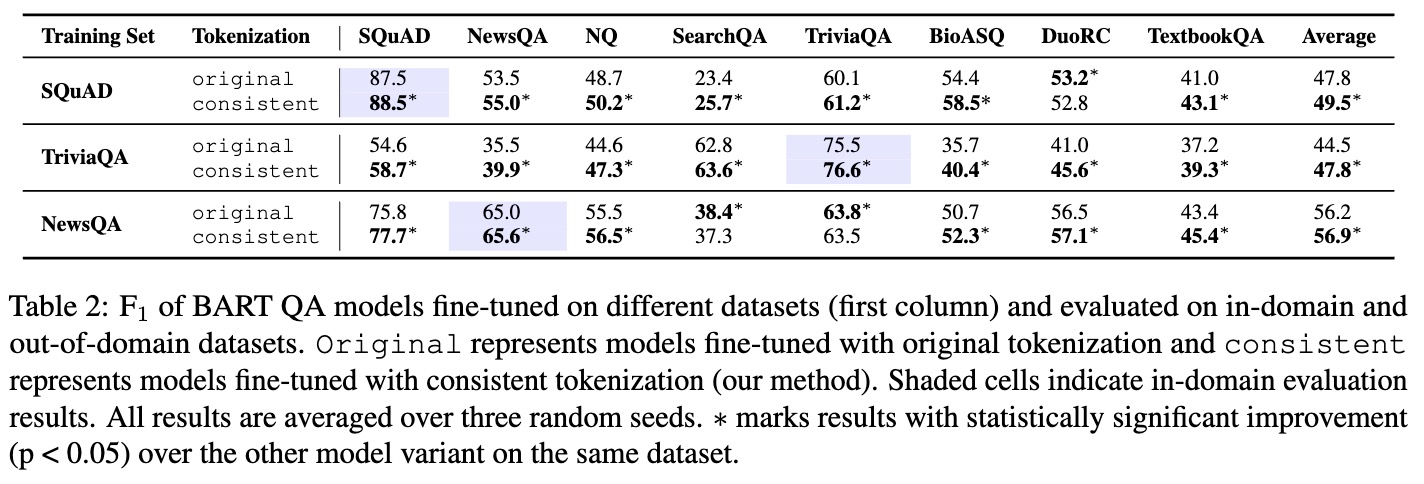 Training Set Tokenization SQuAD NewsQA NQ SearchQA TriviaQA BioASQ DuoRC TextbookQA Average
SQuAD
original 87.5 53.5 48.7 23.4 60.1 54.4 53.2* 41.0 47.8
consistent 88.5* 55.0* 50.2* 25.7* 61.2* 58.5* 52.8 43.1* 49.5*
TriviaQA
original 54.6 35.5 44.6 62.8 75.5 35.7 41.0 37.2 44.5
consistent 58.7* 39.9* 47.3* 63.6* 76.6* 40.4* 45.6* 39.3* 47.8*
NewsQA
original 75.8 65.0 55.5 38.4* 63.8* 50.7 56.5 43.4 56.2
consistent 77.7* 65.6* 56.5* 37.3 63.5 52.3* 57.1* 45.4* 56.9*
Table 2: F1 of BART QA models fine-tuned on different datasets (first column) and evaluated on in-domain and
out-of-domain datasets. Original represents models fine-tuned with original tokenization and consistent
represents models fine-tuned with consistent tokenization (our method). Shaded cells indicate in-domain evaluation
results. All results are averaged over three random seeds. * marks results with statistically significant improvement
(p < 0.05) over the other model variant on the same dataset.